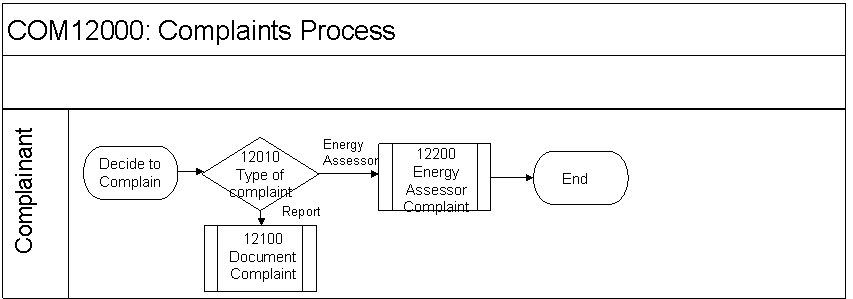 COM12000: Complaints Process
Complainant
Decide to
Complain
12010
Type of
complaint
Energy
Assessor
12200
Energy
Assessor
Complaint
End
Report
12100
Document
Complaint